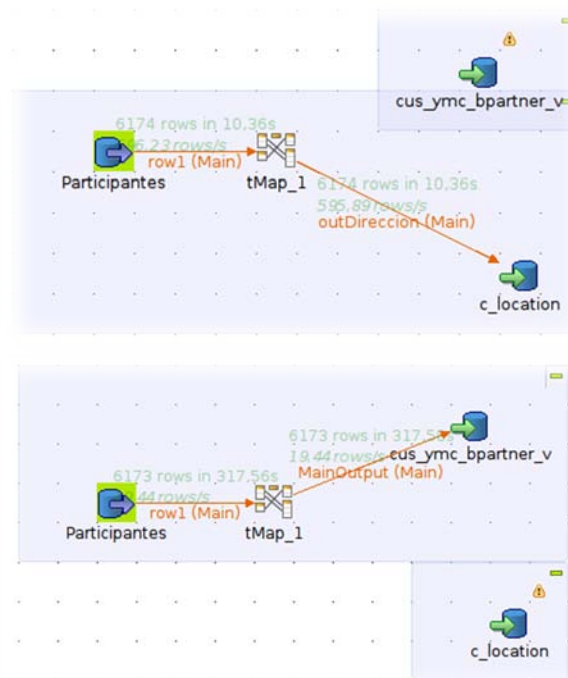 cus_ymc_bpartner_v
6174 rows in 10,36s
row1 (Main)
Participantes
tMap_1
6174 rows in 10,36s
595,89 rows/s
outDireccion (Main)
c_location
6173 rows in 317,56s
19,44 rows/s
cus_ymc_bpartner_v
MainOutput (Main)
6173 rows in 317,56s
row1 (Main)
Participantes
tMap_1
c_location